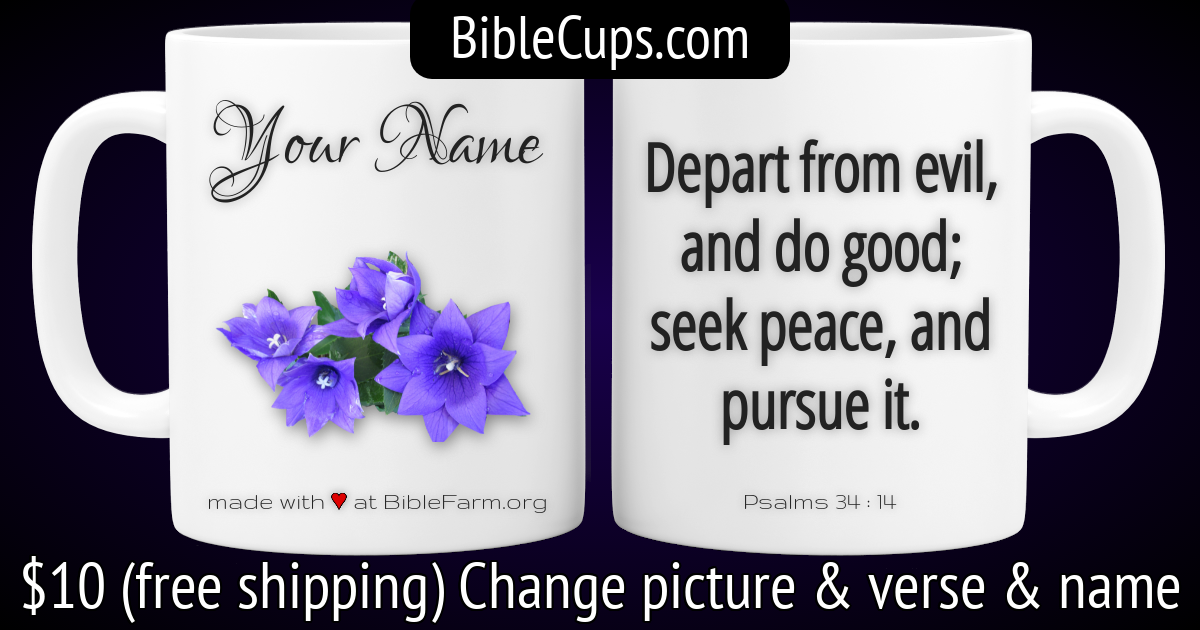 BibleCups.com
Your Name
made with ♥ at BibleFarm.org
Depart from evil,
and do good;
seek peace, and
pursue it.
Psalms 34 : 14
$10 (free shipping) Change picture & verse & name